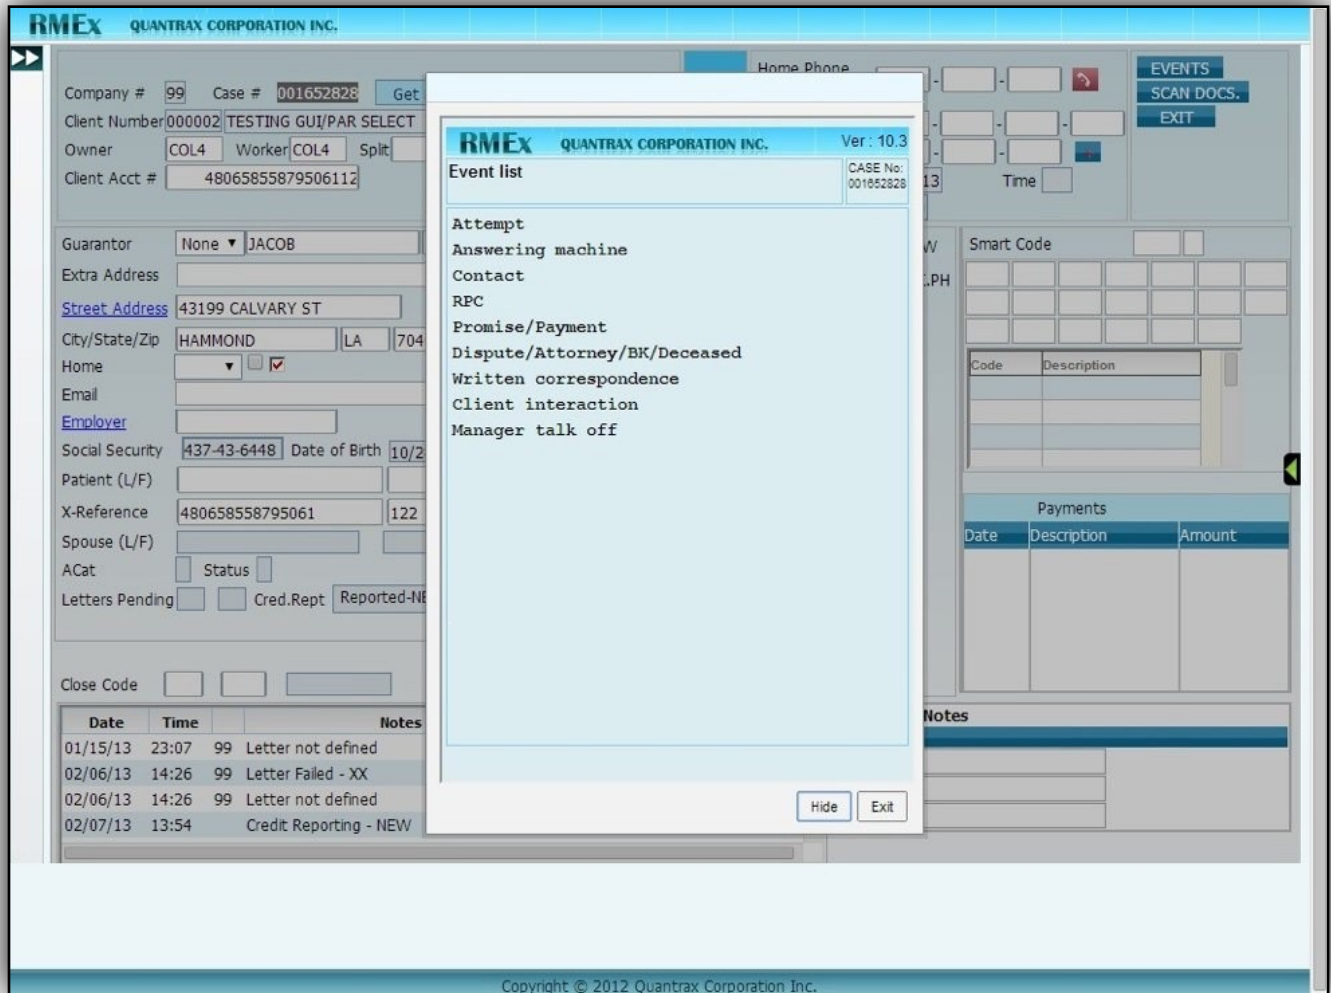 RMEx QUANTRAX CORPORATION INC.
Home Phone
EVENTS
SCAN DOCS.
EXIT
Company # 99 Case # 001652828 Get
Client Number 000002 TESTING GUI/PAR SELECT
Owner COL4 Worker COL4 Split
Client Acct # 48065855879506112
13 Time
RMEx QUANTRAX CORPORATION INC. Ver : 10.3
Event list
CASE No:
001652828
Attempt
Answering machine
Contact
RPC
Promise/Payment
Dispute/Attorney/BK/Deceased
Written correspondence
Client interaction
Manager talk off
Hide Exit
Guarantor None JACOB
Extra Address
Street Address 43199 CALVARY ST
City/State/Zip HAMMOND LA 704
Home
Email
Employer
Social Security 437-43-6448 Date of Birth 10/2
Patient (L/F)
X-Reference 480658558795061 122
Spouse (L/F)
ACat Status
Letters Pending Cred.Rept Reported-NE
Close Code
W
.PH
Smart Code
Code Description
Payments
Date Description Amount
Date Time Notes
01/15/13 23:07 99 Letter not defined
02/06/13 14:26 99 Letter Failed - XX
02/06/13 14:26 99 Letter not defined
02/07/13 13:54 Credit Reporting - NEW
Notes
Copyright © 2012 Quantrax Corporation Inc.